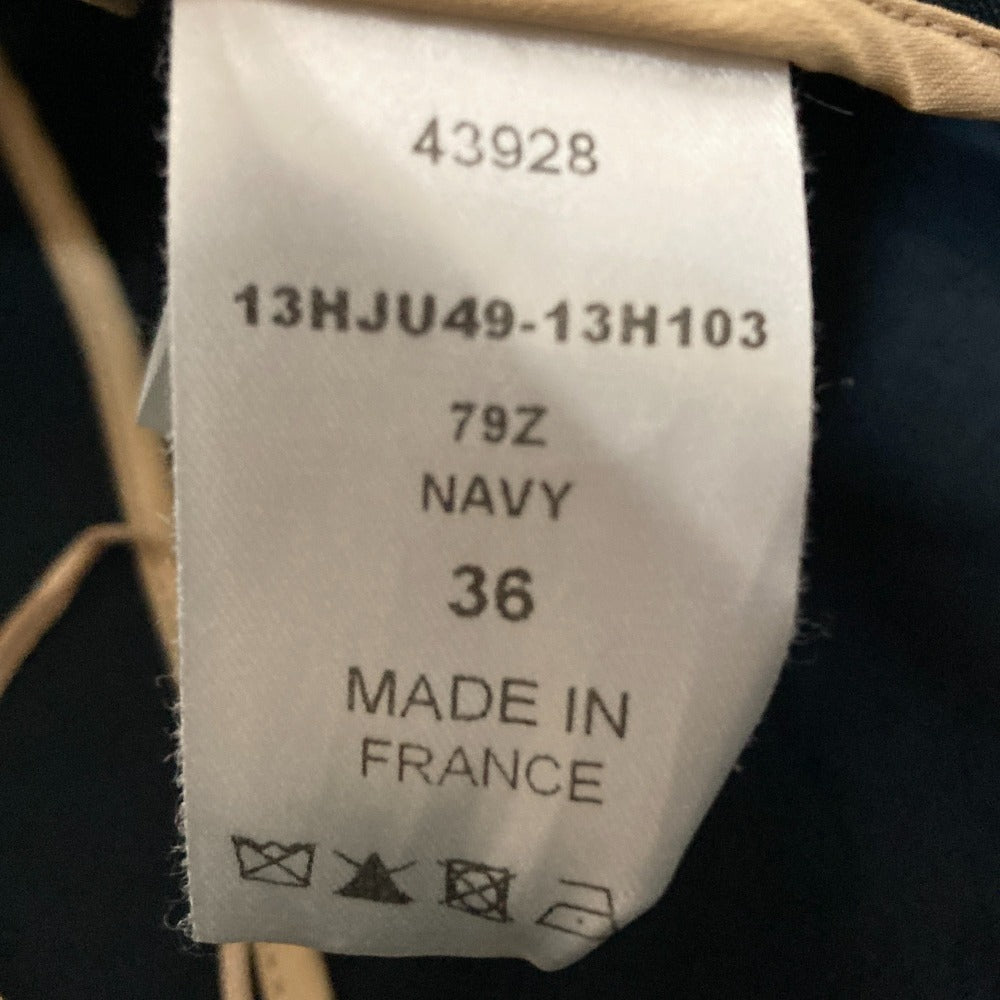 43928
13HJU49-13H103
79Z
NAVY
36
MADE IN
FRANCE